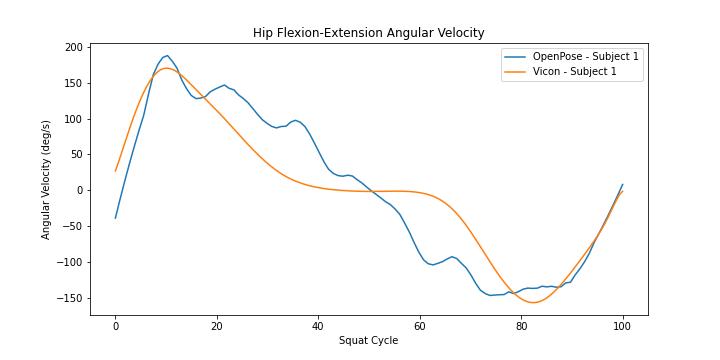 Hip Flexion-Extension Angular Velocity
OpenPose - Subject 1
Vicon - Subject 1
Angular Velocity (deg/s)
200
150
100
50
0
−50
−100
−150
0 20 40 60 80 100
Squat Cycle